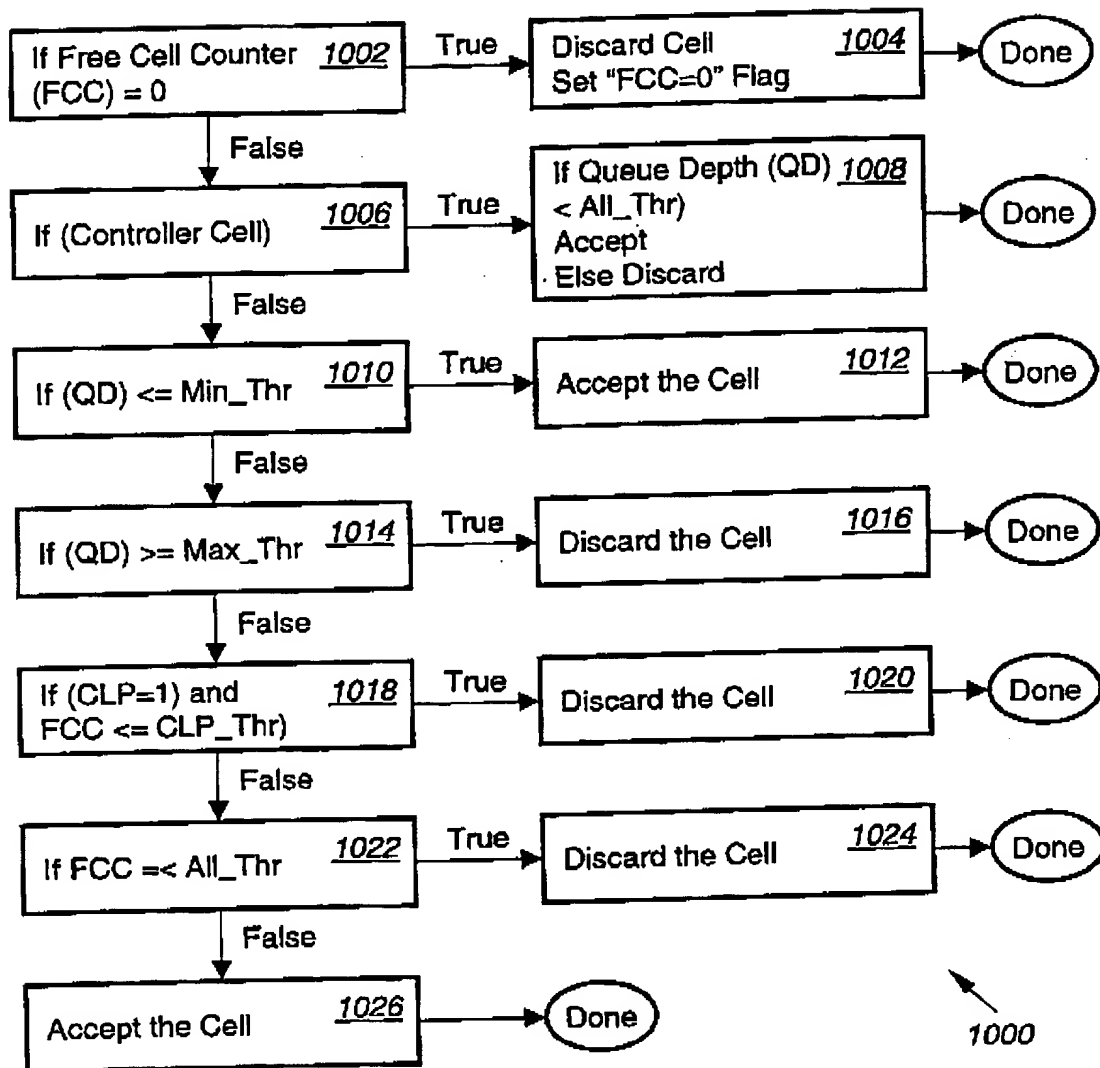 If Free Cell Counter 1002
(FCC) = 0
True
Discard Cell 1004
Set "FCC=0" Flag
Done
False
If (Controller Cell) 1006
True
If Queue Depth (QD) 1008
< All_Thr)
Accept
Else Discard
Done
False
If (QD) <= Min_Thr 1010
True
Accept the Cell 1012
Done
False
If (QD) >= Max_Thr 1014
True
Discard the Cell 1016
Done
False
If (CLP=1) and 1018
FCC <= CLP_Thr)
True
Discard the Cell 1020
Done
False
If FCC =< All_Thr 1022
True
Discard the Cell 1024
Done
False
Accept the Cell 1026
Done
1000